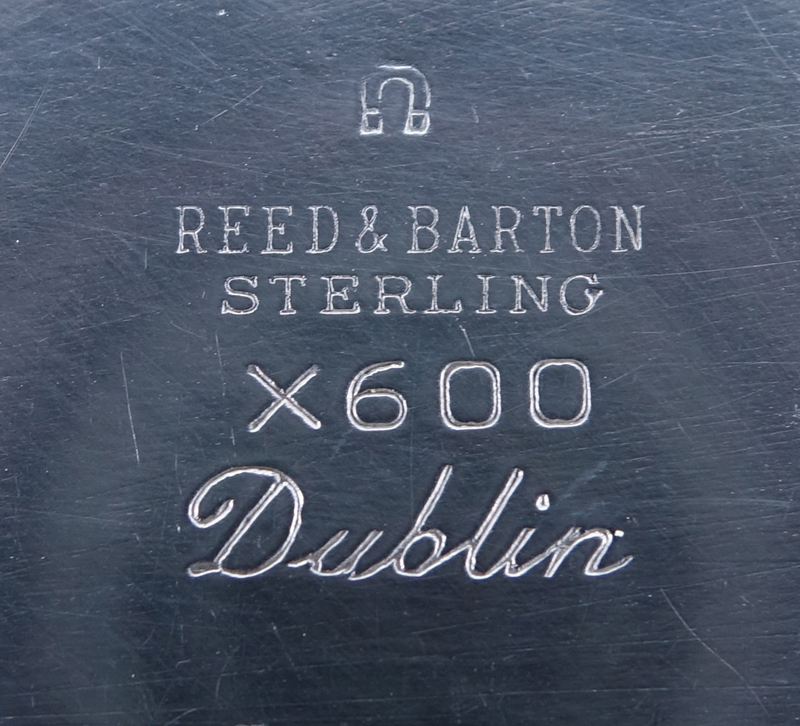 REED & BARTON
STERLING
X600
Dublin